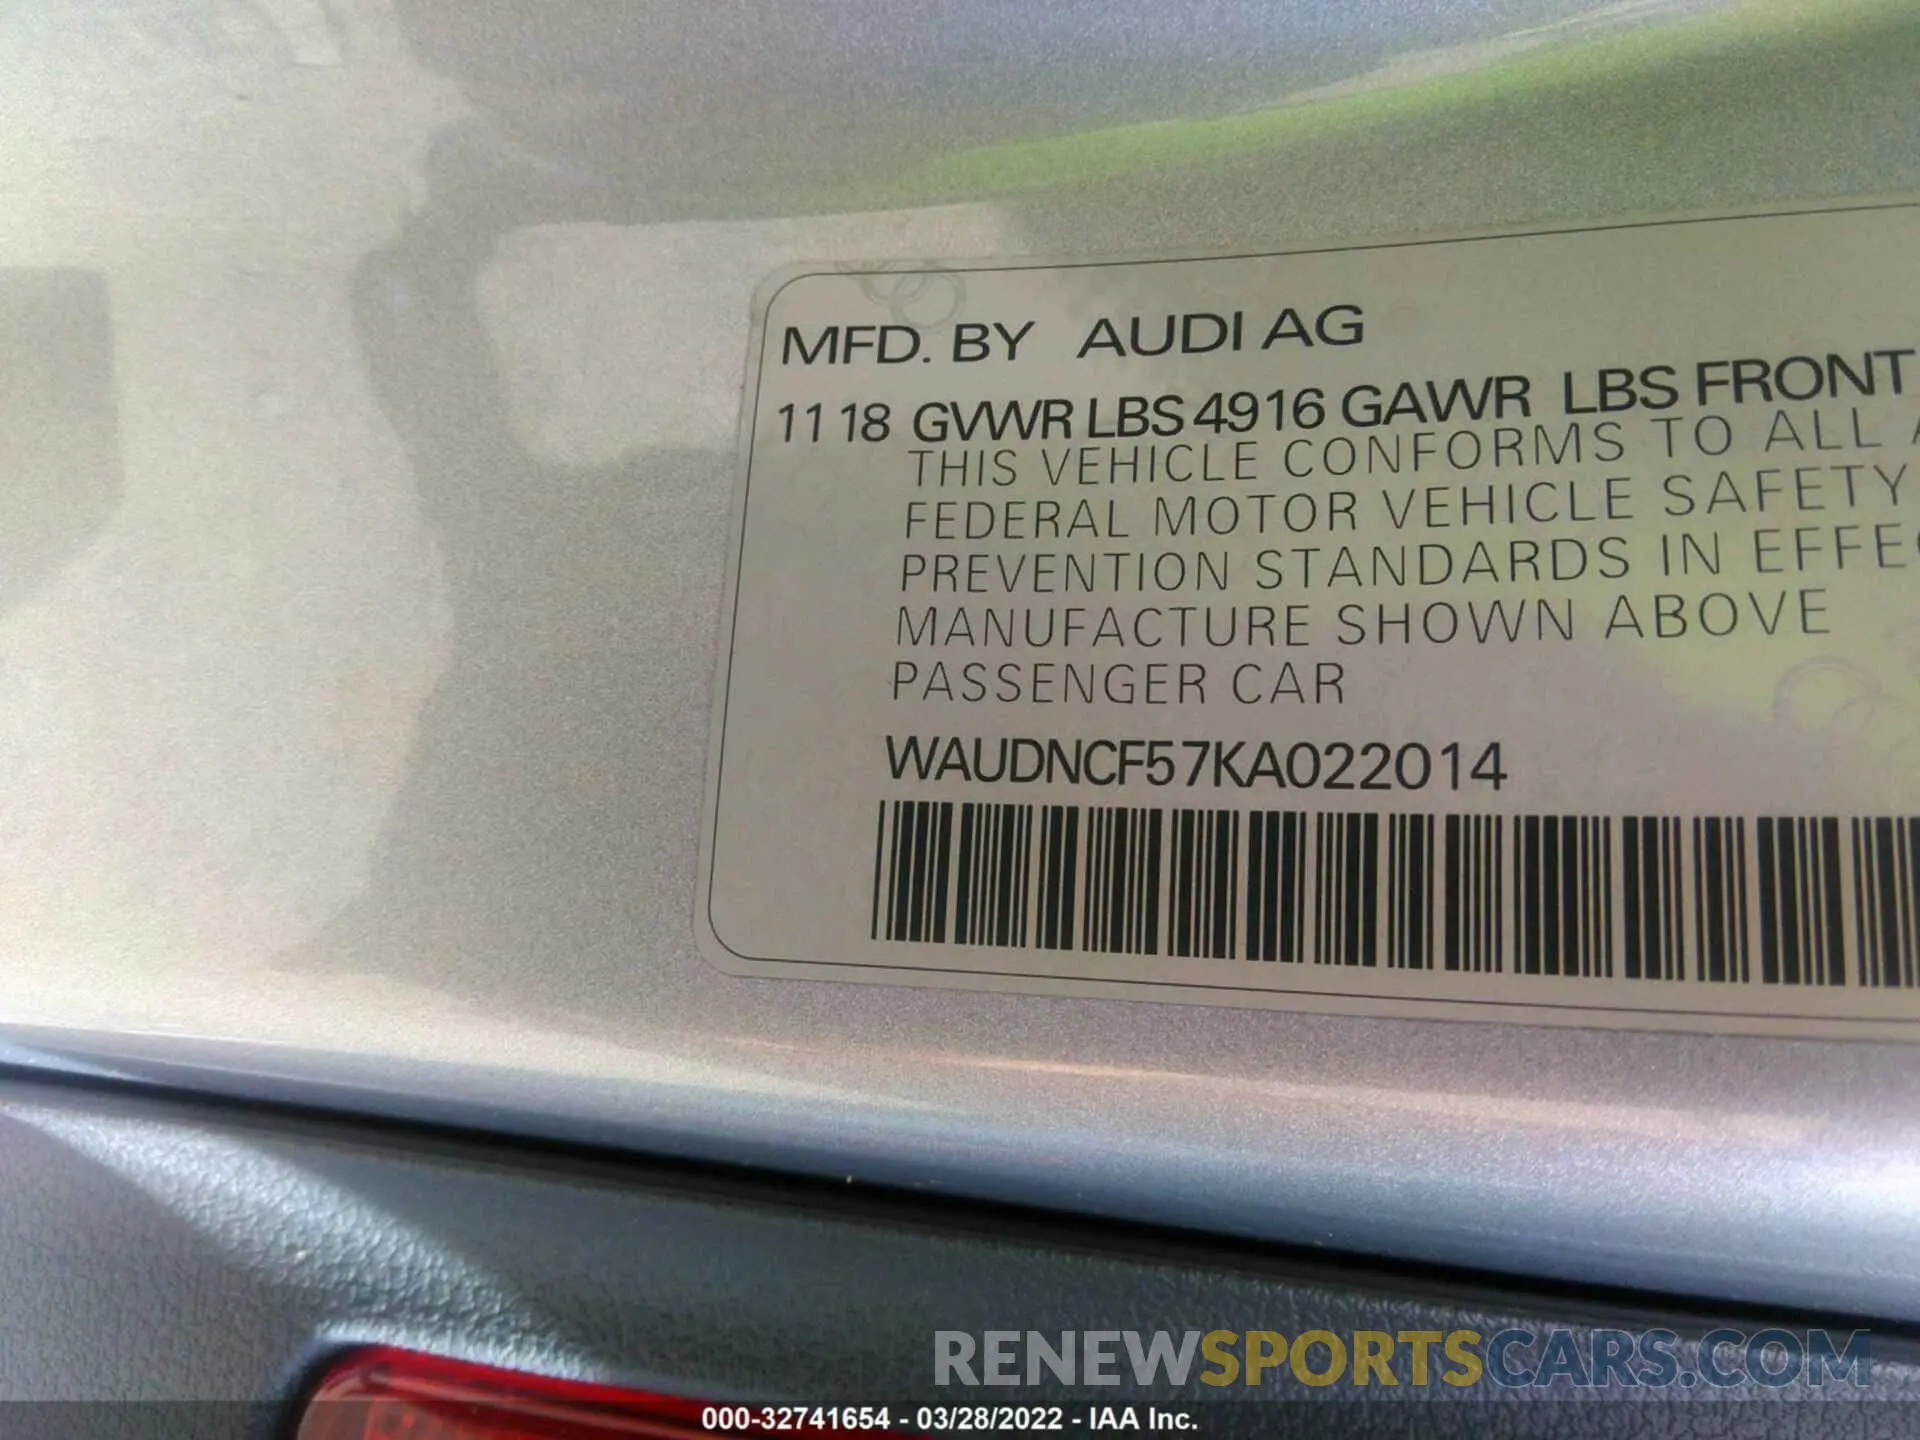 MFD. BY AUDI AG
11 18 GVWR LBS 4916 GAWR LBS FRONT
THIS VEHICLE CONFORMS TO ALL A
FEDERAL MOTOR VEHICLE SAFETY
PREVENTION STANDARDS IN EFFEC
MANUFACTURE SHOWN ABOVE
PASSENGER CAR
WAUDNCF57KA022014
RENEWSPORTSCARS.COM
000-32741654 - 03/28/2022 - IAA Inc.